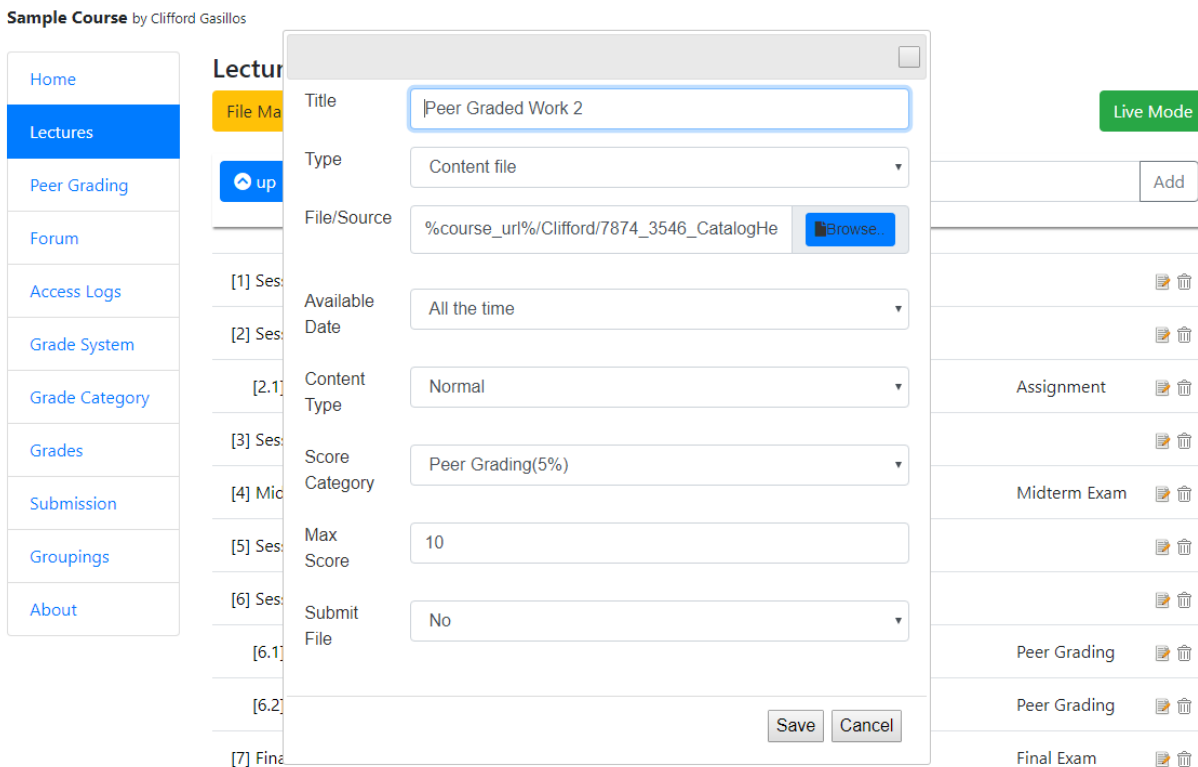 Sample Course by Clifford Gasillos
Home
Lectures
Peer Grading
Forum
Access Logs
Grade System
Grade Category
Grades
Submission
Groupings
About
Lectur
File Ma
Live Mode
up
Add
[1] Ses
[2] Ses
[2.1]
Assignment
[3] Ses
[4] Mid
Midterm Exam
[5] Ses
[6] Ses
[6.1]
Peer Grading
[6.2]
Peer Grading
[7] Fina
Final Exam
Title
Peer Graded Work 2
Type
Content file
File/Source
%course_url%/Clifford/7874_3546_CatalogHe
Browse..
Available
Date
All the time
Content
Type
Normal
Score
Category
Peer Grading(5%)
Max
Score
10
Submit
File
No
Save
Cancel